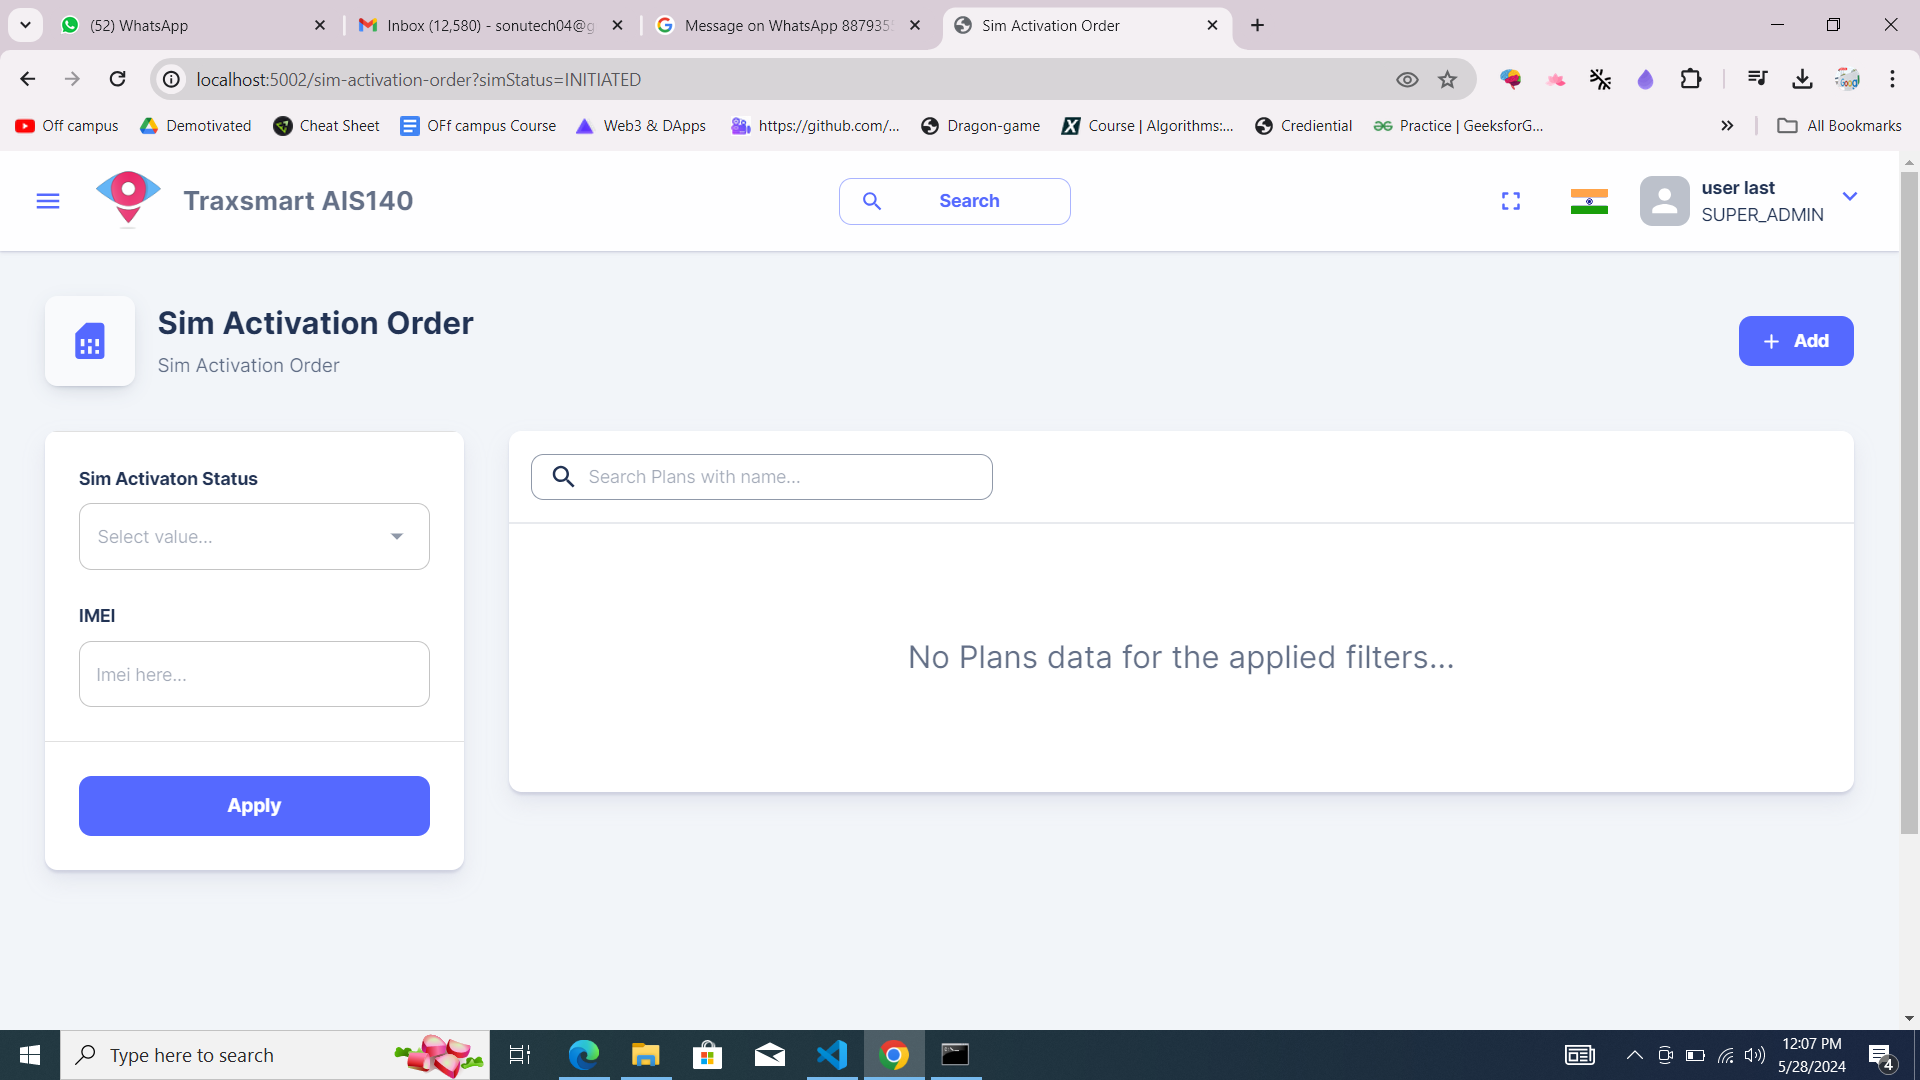 (52) WhatsApp
Inbox (12,580) - sonutech04@g
Message on WhatsApp 887935
Sim Activation Order
localhost:5002/sim-activation-order?simStatus=INITIATED
Off campus
Demotivated
Cheat Sheet
OFf campus Course
Web3 & DApps
https://github.com/...
Dragon-game
Course | Algorithms:...
Crediential
Practice | GeeksforG...
All Bookmarks
Traxsmart AIS140
Search
user last
SUPER_ADMIN
Sim Activation Order
Sim Activation Order
Add
Sim Activaton Status
Select value...
IMEI
Imei here...
Apply
Search Plans with name...
No Plans data for the applied filters...
Type here to search
12:07 PM
5/28/2024
4